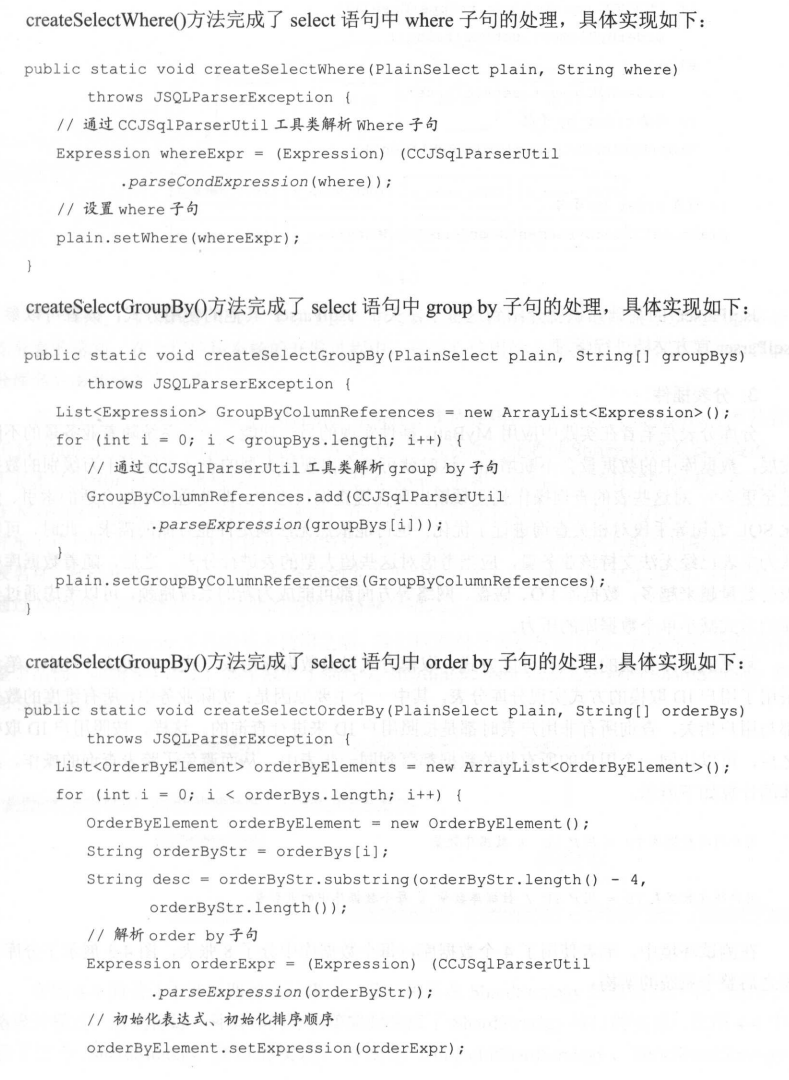 createSelectWhere()方法完成了 select 语句中 where 子句的处理，具体实现如下：
public static void createSelectWhere(PlainSelect plain, String where)
throws JSQLParserException {
// 通过 CCJSqlParserUtil 工具类解析 Where 子句
Expression whereExpr = (Expression) (CCJSqlParserUtil
.parseCondExpression(where));
// 设置 where 子句
plain.setWhere(whereExpr);
}
createSelectGroupBy()方法完成了 select 语句中 group by 子句的处理，具体实现如下：
public static void createSelectGroupBy(PlainSelect plain, String[] groupBys)
throws JSQLParserException {
List<Expression> GroupByColumnReferences = new ArrayList<Expression>();
for (int i = 0; i < groupBys.length; i++) {
// 通过 CCJSqlParserUtil 工具类解析 group by 子句
GroupByColumnReferences.add(CCJSqlParserUtil
.parseExpression(groupBys[i]));
}
plain.setGroupByColumnReferences(GroupByColumnReferences);
}
createSelectGroupBy()方法完成了 select 语句中 order by 子句的处理，具体实现如下：
public static void createSelectOrderBy(PlainSelect plain, String[] orderBys)
throws JSQLParserException {
List<OrderByElement> orderByElements = new ArrayList<OrderByElement>();
for (int i = 0; i < orderBys.length; i++) {
OrderByElement orderByElement = new OrderByElement();
String orderByStr = orderBys[i];
String desc = orderByStr.substring(orderByStr.length() - 4,
orderByStr.length());
// 解析 order by 子句
Expression orderExpr = (Expression) (CCJSqlParserUtil
.parseExpression(orderByStr));
// 初始化表达式、初始化排序顺序
orderByElement.setExpression(orderExpr);